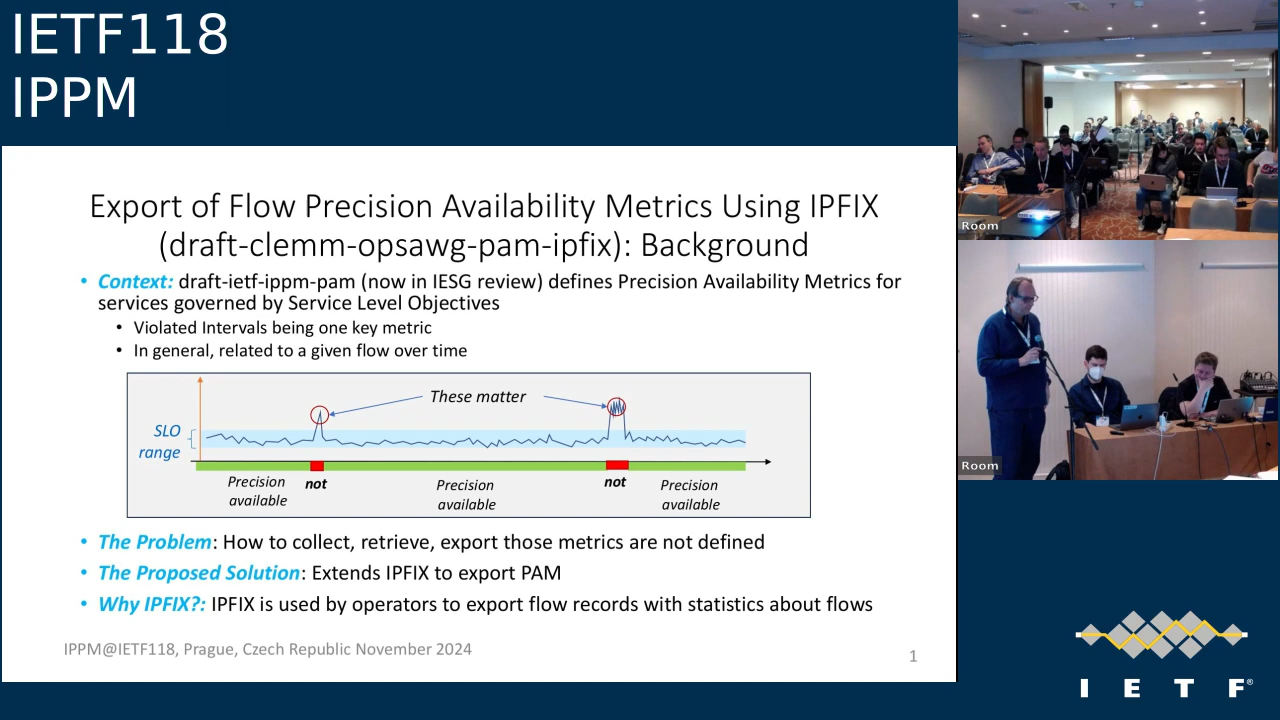 IETF118
IPPM
Export of Flow Precision Availability Metrics Using IPFIX
(draft-clemm-opsawg-pam-ipfix): Background
• Context: draft-ietf-ippm-pam (now in IESG review) defines Precision Availability Metrics for
services governed by Service Level Objectives
• Violated Intervals being one key metric
• In general, related to a given flow over time
These matter
SLO
range
Precision
available
not
Precision
available
not
Precision
available
• The Problem: How to collect, retrieve, export those metrics are not defined
• The Proposed Solution: Extends IPFIX to export PAM
• Why IPFIX?: IPFIX is used by operators to export flow records with statistics about flows
IPPM@IETF118, Prague, Czech Republic November 2024
1
Room
Room
I E T F®